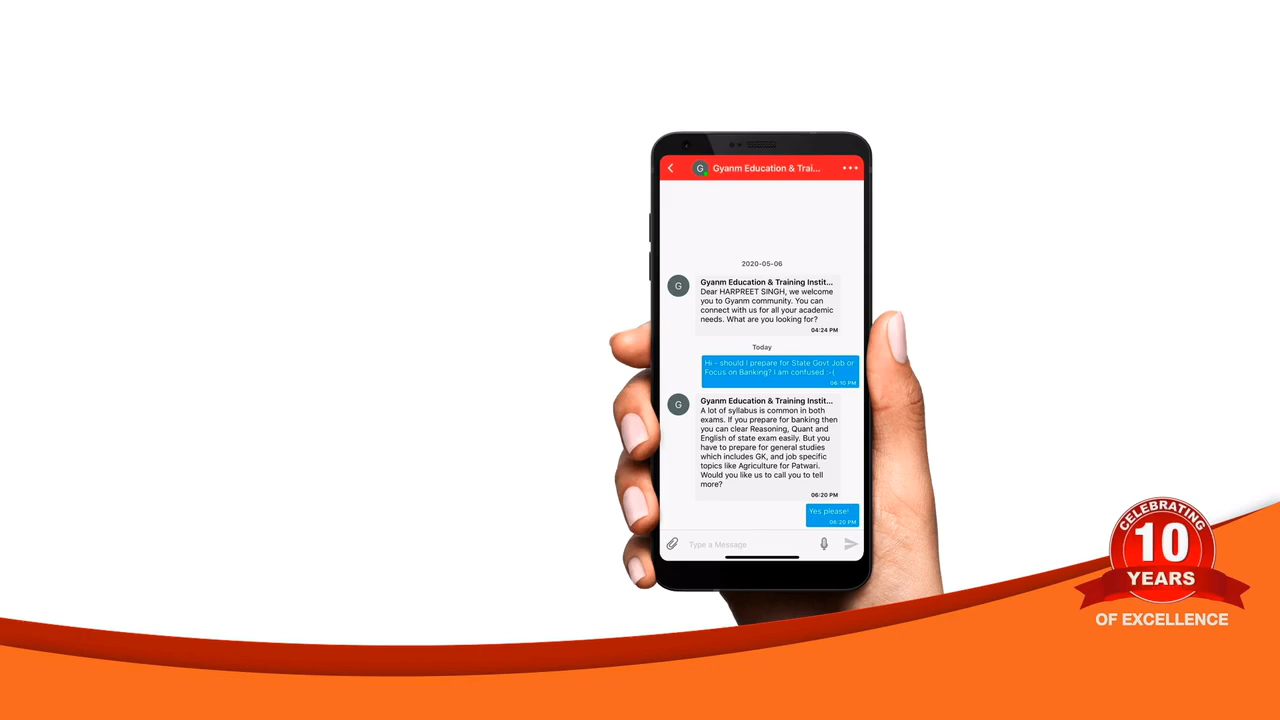 G
Gyanm Education & Trai...
2020-05-06
G
Gyanm Education & Training Instit...
Dear HARPREET SINGH, we welcome
you to Gyanm community. You can
connect with us for all your academic
needs. What are you looking for?
04:24 PM
Today
Hi - should I prepare for State Govt Job or
Focus on Banking? I am confused :-(
06:10 PM
G
Gyanm Education & Training Instit...
A lot of syllabus is common in both
exams. If you prepare for banking then
you can clear Reasoning, Quant and
English of state exam easily. But you
have to prepare for general studies
which includes GK, and job specific
topics like Agriculture for Patwari.
Would you like us to call you to tell
more?
06:20 PM
Yes please!
06:20 PM
Type a Message
CELEBRATING
10
YEARS
OF EXCELLENCE